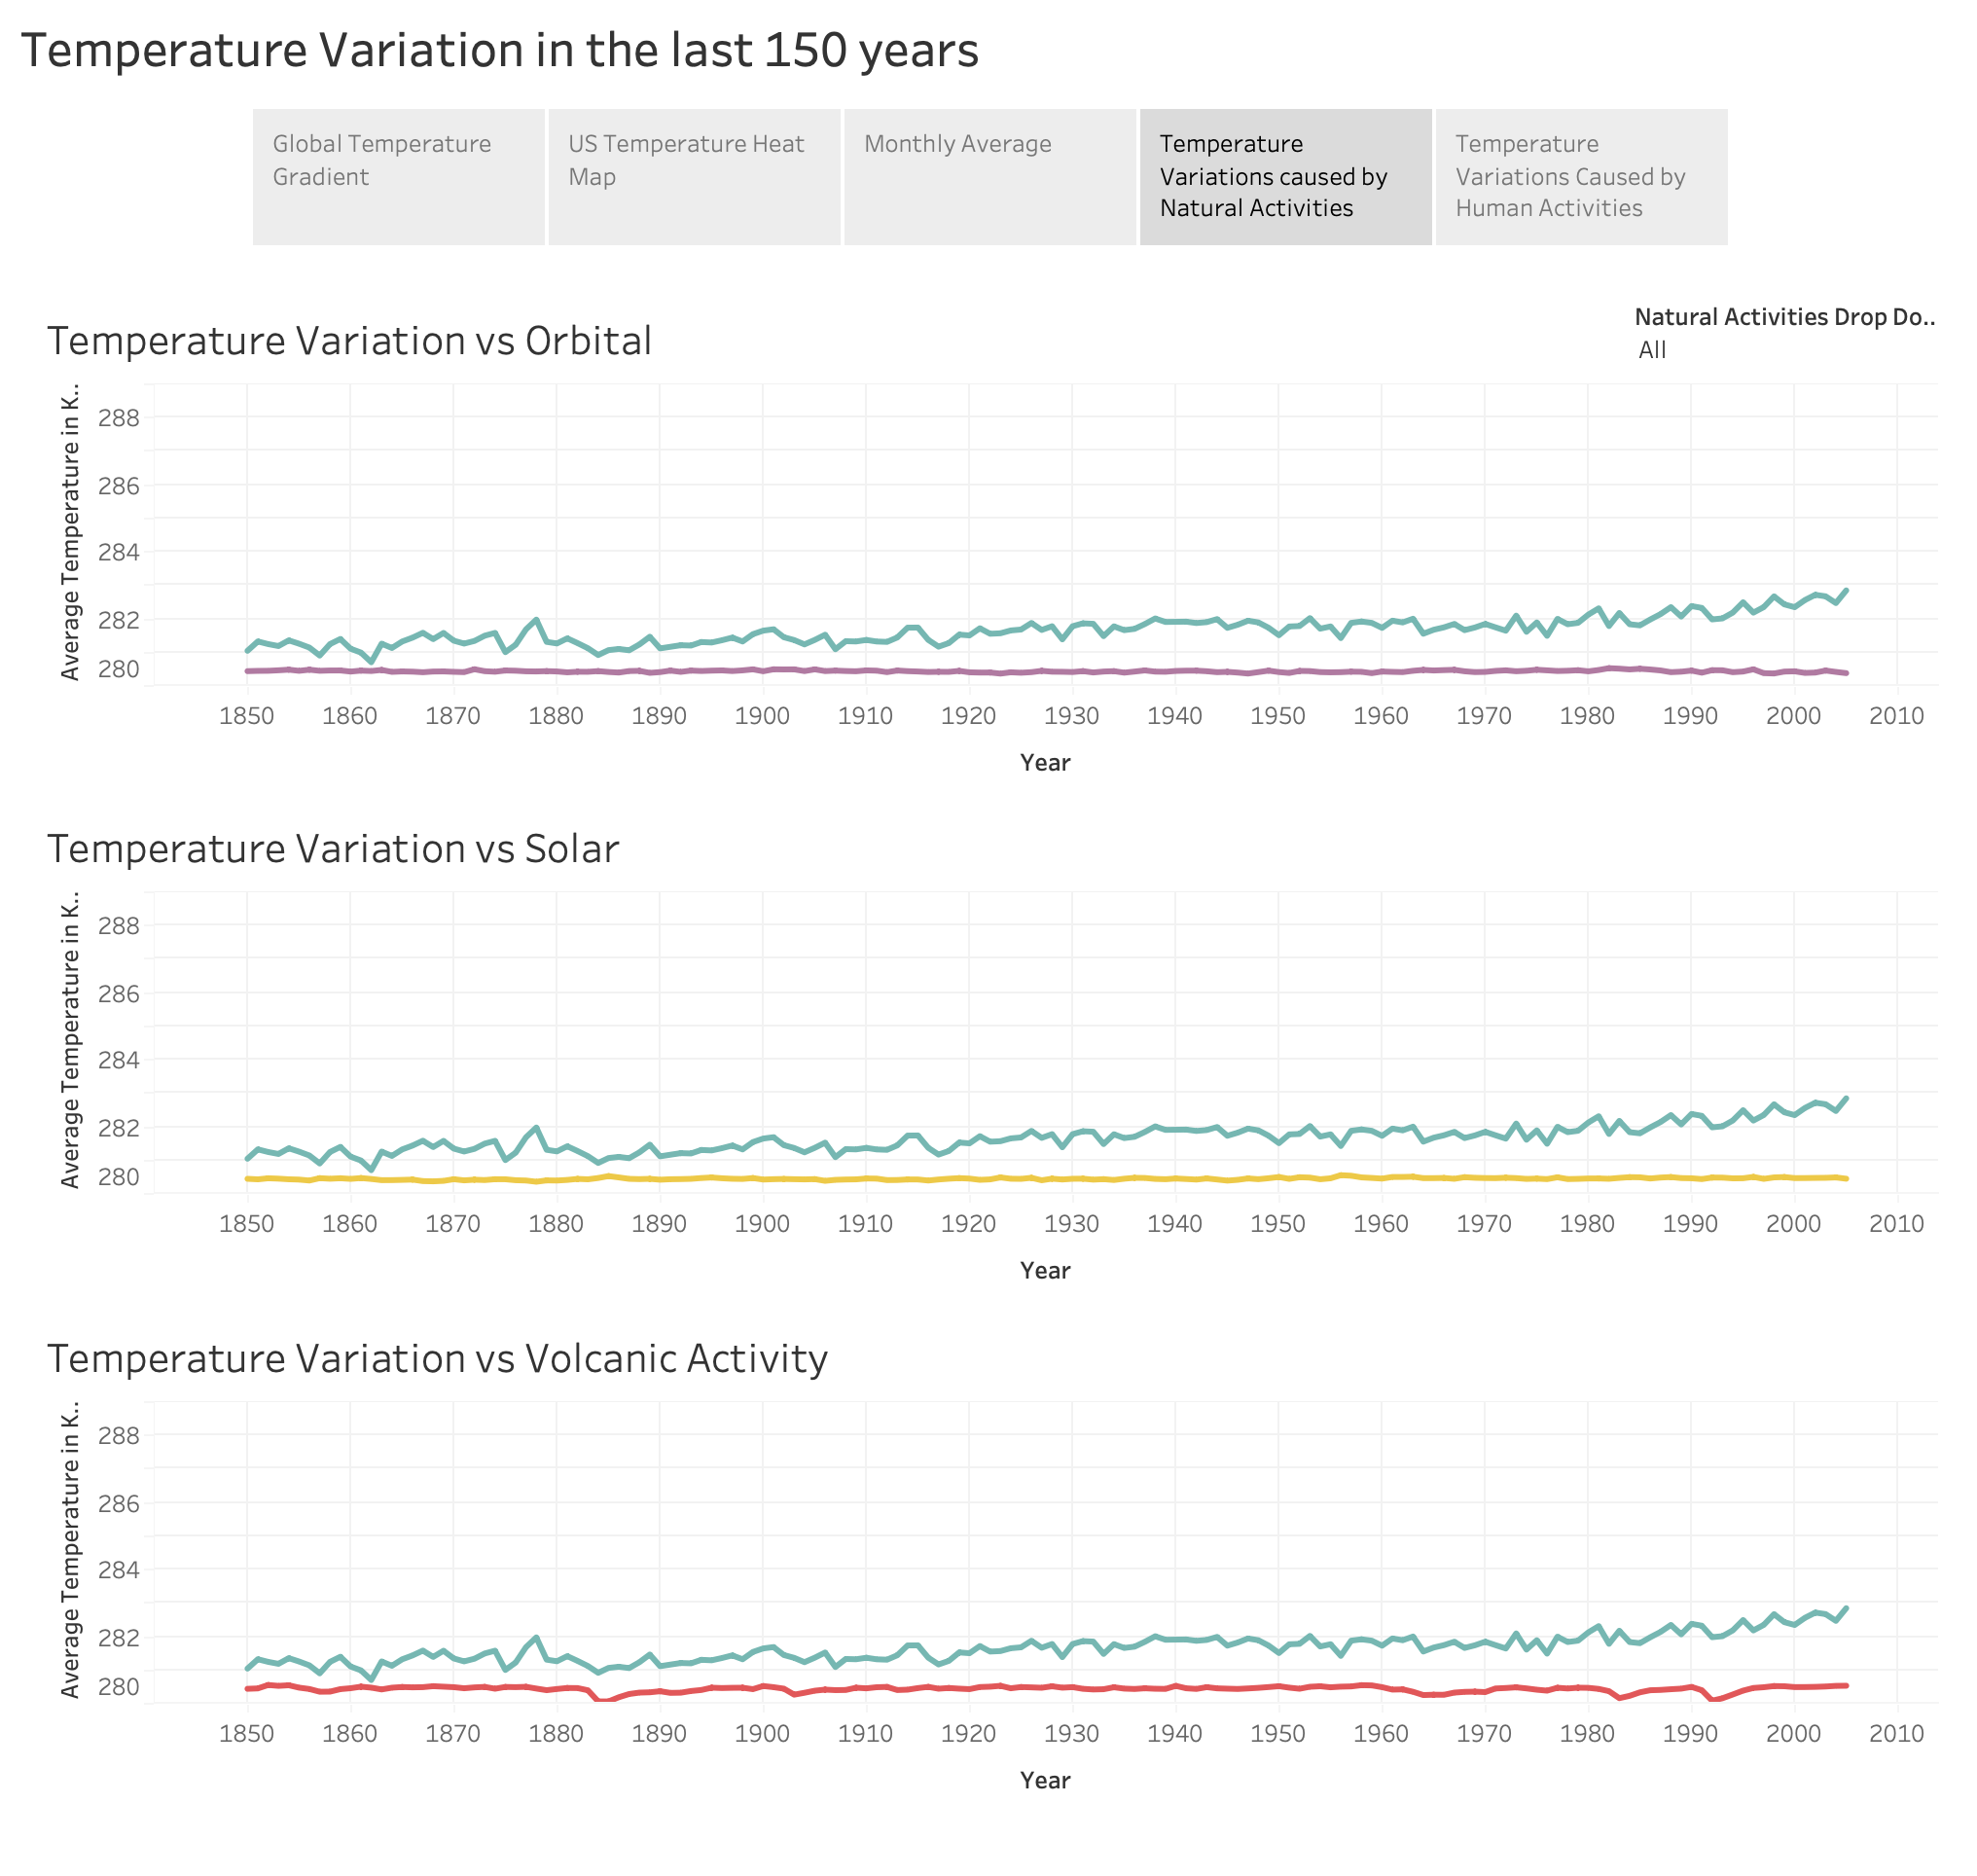 Temperature Variation in the last 150 years
Global Temperature
Gradient
US Temperature Heat
Map
Monthly Average
Temperature
Variations caused by
Natural Activities
Temperature
Variations Caused by
Human Activities
Natural Activities Drop Do..
All
Temperature Variation vs Orbital
Average Temperature in K..
288
286
284
282
280
1850 1860 1870 1880 1890 1900 1910 1920 1930 1940 1950 1960 1970 1980 1990 2000 2010
Year
Temperature Variation vs Solar
Average Temperature in K..
288
286
284
282
280
1850 1860 1870 1880 1890 1900 1910 1920 1930 1940 1950 1960 1970 1980 1990 2000 2010
Year
Temperature Variation vs Volcanic Activity
Average Temperature in K..
288
286
284
282
280
1850 1860 1870 1880 1890 1900 1910 1920 1930 1940 1950 1960 1970 1980 1990 2000 2010
Year